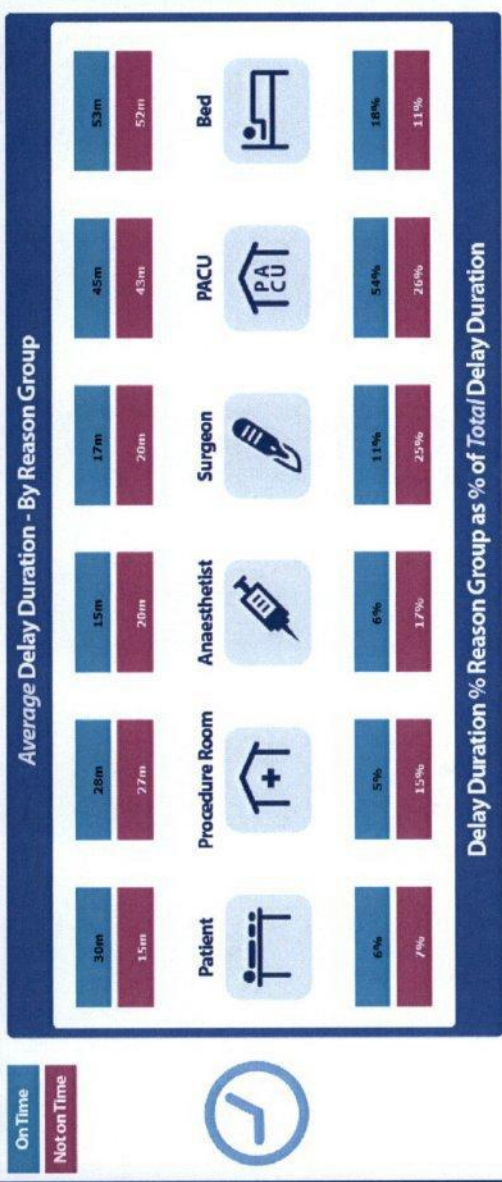 On Time
Not on Time
Average Delay Duration - By Reason Group
30m 28m 15m 17m 45m 53m
15m 27m 20m 20m 43m 52m
Patient Procedure Room Anaesthetist Surgeon PACU Bed
PA
CU
6% 5% 6% 11% 54% 18%
7% 15% 17% 25% 26% 11%
Delay Duration % Reason Group as % of Total Delay Duration